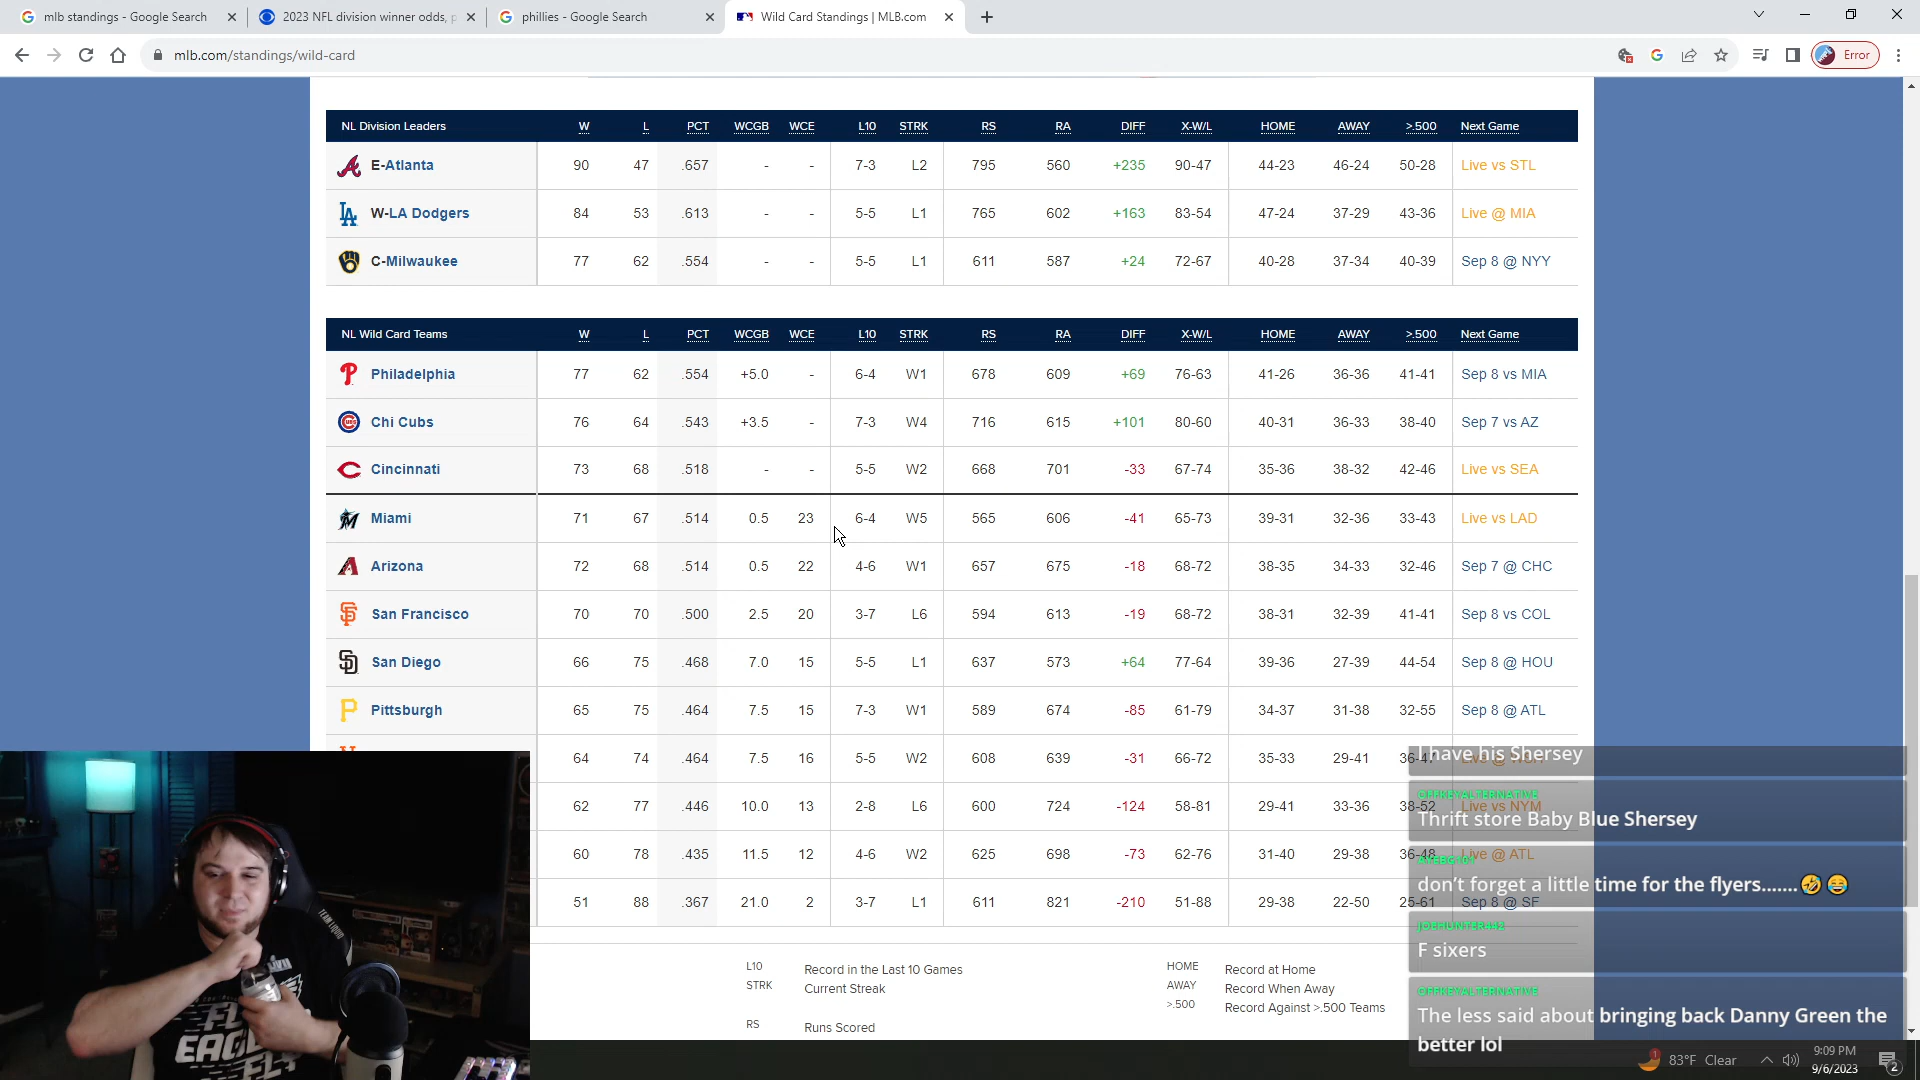 mlb standings - Google Search
2023 NFL division winner odds, p
phillies - Google Search
Wild Card Standings | MLB.com
mlb.com/standings/wild-card
Error
NL Division Leaders W L PCT WCGB WCE L10 STRK RS RA DIFF X-W/L HOME AWAY >.500 Next Game
E-Atlanta 90 47 .657 - - 7-3 L2 795 560 +235 90-47 44-23 46-24 50-28 Live vs STL
W-LA Dodgers 84 53 .613 - - 5-5 L1 765 602 +163 83-54 47-24 37-29 43-36 Live @ MIA
C-Milwaukee 77 62 .554 - - 5-5 L1 611 587 +24 72-67 40-28 37-34 40-39 Sep 8 @ NYY
NL Wild Card Teams W L PCT WCGB WCE L10 STRK RS RA DIFF X-W/L HOME AWAY >.500 Next Game
Philadelphia 77 62 .554 +5.0 - 6-4 W1 678 609 +69 76-63 41-26 36-36 41-41 Sep 8 vs MIA
Chi Cubs 76 64 .543 +3.5 - 7-3 W4 716 615 +101 80-60 40-31 36-33 38-40 Sep 7 vs AZ
Cincinnati 73 68 .518 - - 5-5 W2 668 701 -33 67-74 35-36 38-32 42-46 Live vs SEA
Miami 71 67 .514 0.5 23 6-4 W5 565 606 -41 65-73 39-31 32-36 33-43 Live vs LAD
Arizona 72 68 .514 0.5 22 4-6 W1 657 675 -18 68-72 38-35 34-33 32-46 Sep 7 @ CHC
San Francisco 70 70 .500 2.5 20 3-7 L6 594 613 -19 68-72 38-31 32-39 41-41 Sep 8 vs COL
San Diego 66 75 .468 7.0 15 5-5 L1 637 573 +64 77-64 39-36 27-39 44-54 Sep 8 @ HOU
Pittsburgh 65 75 .464 7.5 15 7-3 W1 589 674 -85 61-79 34-37 31-38 32-55 Sep 8 @ ATL
64 74 .464 7.5 16 5-5 W2 608 639 -31 66-72 35-33 29-41
62 77 .446 10.0 13 2-8 L6 600 724 -124 58-81 29-41 33-36 38-52 Live vs NYM
60 78 .435 11.5 12 4-6 W2 625 698 -73 62-76 31-40 29-38 36-48 Live @ ATL
51 88 .367 21.0 2 3-7 L1 611 821 -210 51-88 29-38 22-50 25-61 Sep 8 @ SF
L10 Record in the Last 10 Games
STRK Current Streak
RS Runs Scored
HOME Record at Home
AWAY Record When Away
>.500 Record Against >.500 Teams
I have his Shersey
OFFKEYALTERNATIVE
Thrift store Baby Blue Shersey
don't forget a little time for the flyers.......🤣😂
JOEHUNTER442
F sixers
OFFKEYALTERNATIVE
The less said about bringing back Danny Green the
better lol
TEAM LIQUID
FLY
EAGLES
FLY
83°F Clear
9:09 PM
9/6/2023
2